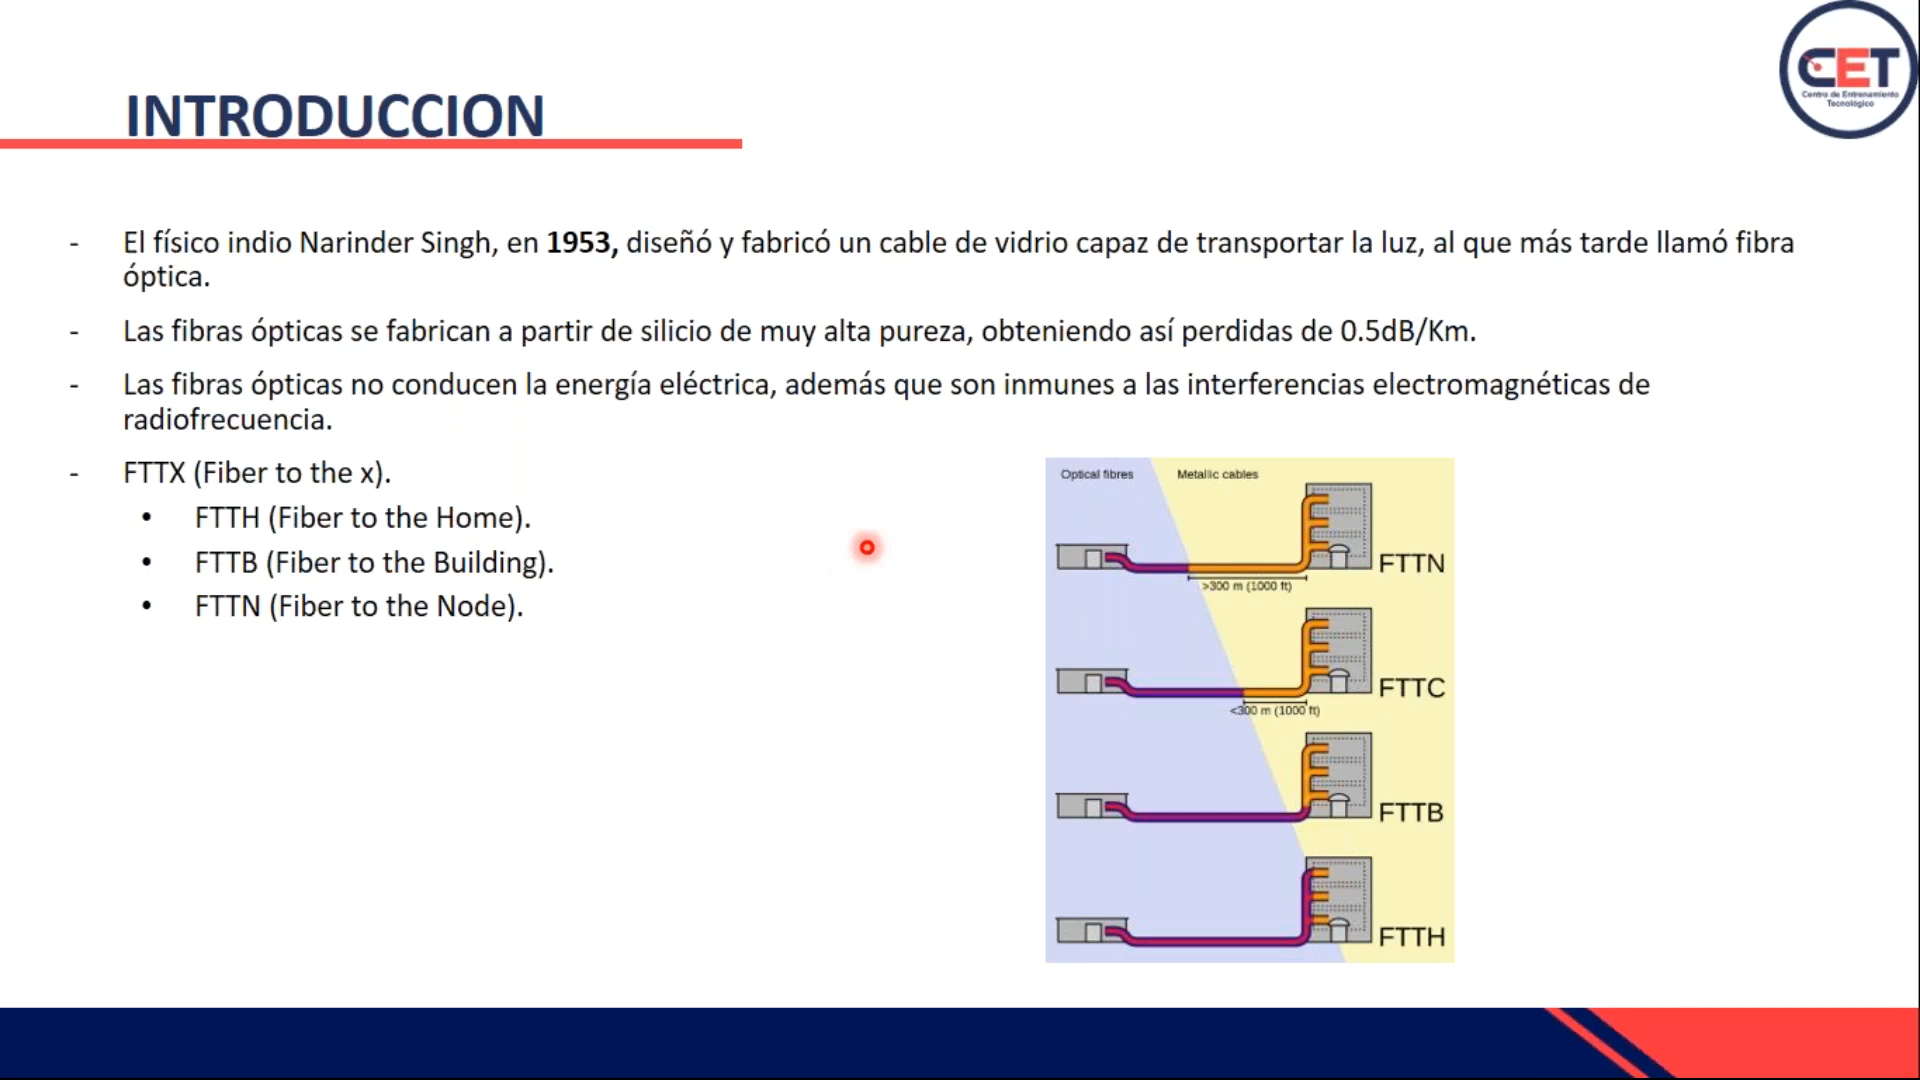 CET
Centro de Entrenamiento
Tecnológico
INTRODUCCION
- El físico indio Narinder Singh, en 1953, diseñó y fabricó un cable de vidrio capaz de transportar la luz, al que más tarde llamó fibra
óptica.
- Las fibras ópticas se fabrican a partir de silicio de muy alta pureza, obteniendo así perdidas de 0.5dB/Km.
- Las fibras ópticas no conducen la energía eléctrica, además que son inmunes a las interferencias electromagnéticas de
radiofrecuencia.
- FTTX (Fiber to the x).
• FTTH (Fiber to the Home).
• FTTB (Fiber to the Building).
• FTTN (Fiber to the Node).
Optical fibres
Metallic cables
FTTN
>300 m (1000 ft)
FTTC
<300 m (1000 ft)
FTTB
FTTH